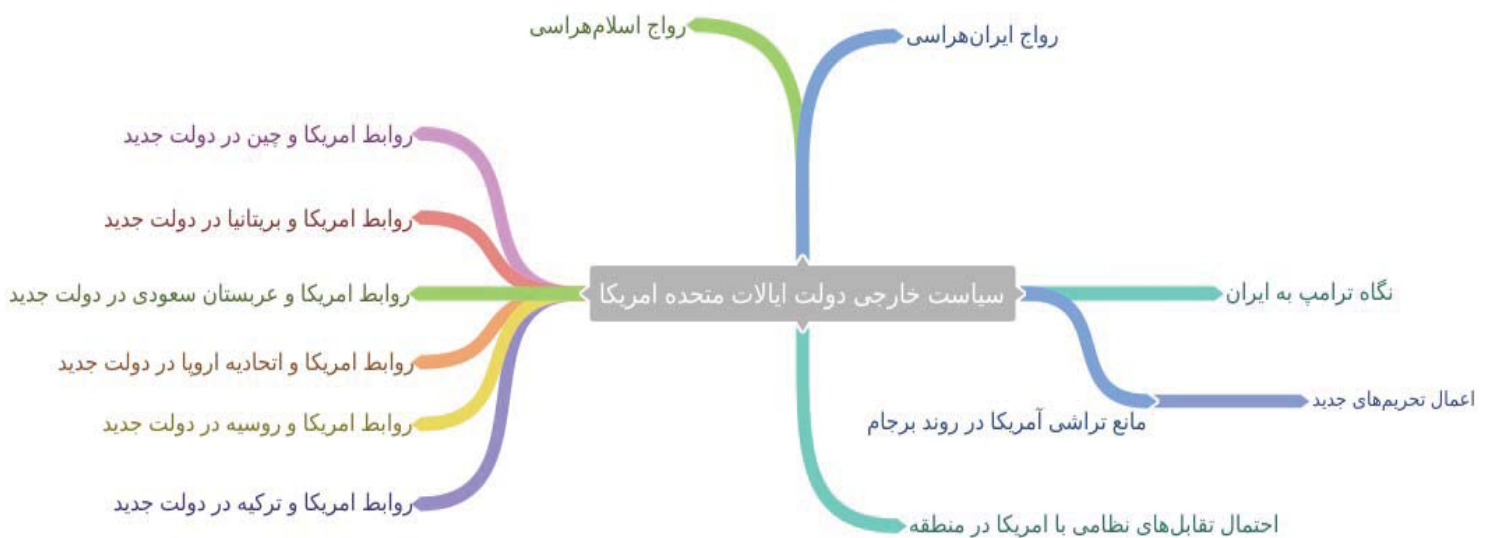 رواج ایران‌هراسی
رواج اسلام‌هراسی
روابط امریکا و چین در دولت جدید
روابط امریکا و بریتانیا در دولت جدید
روابط امریکا و عربستان سعودی در دولت جدید
روابط امریکا و اتحادیه اروپا در دولت جدید
روابط امریکا و روسیه در دولت جدید
روابط امریکا و ترکیه در دولت جدید
سیاست خارجی دولت ایالات متحده امریکا
نگاه ترامپ به ایران
اعمال تحریم‌های جدید
مانع تراشی آمریکا در روند برجام
احتمال تقابل‌های نظامی با امریکا در منطقه